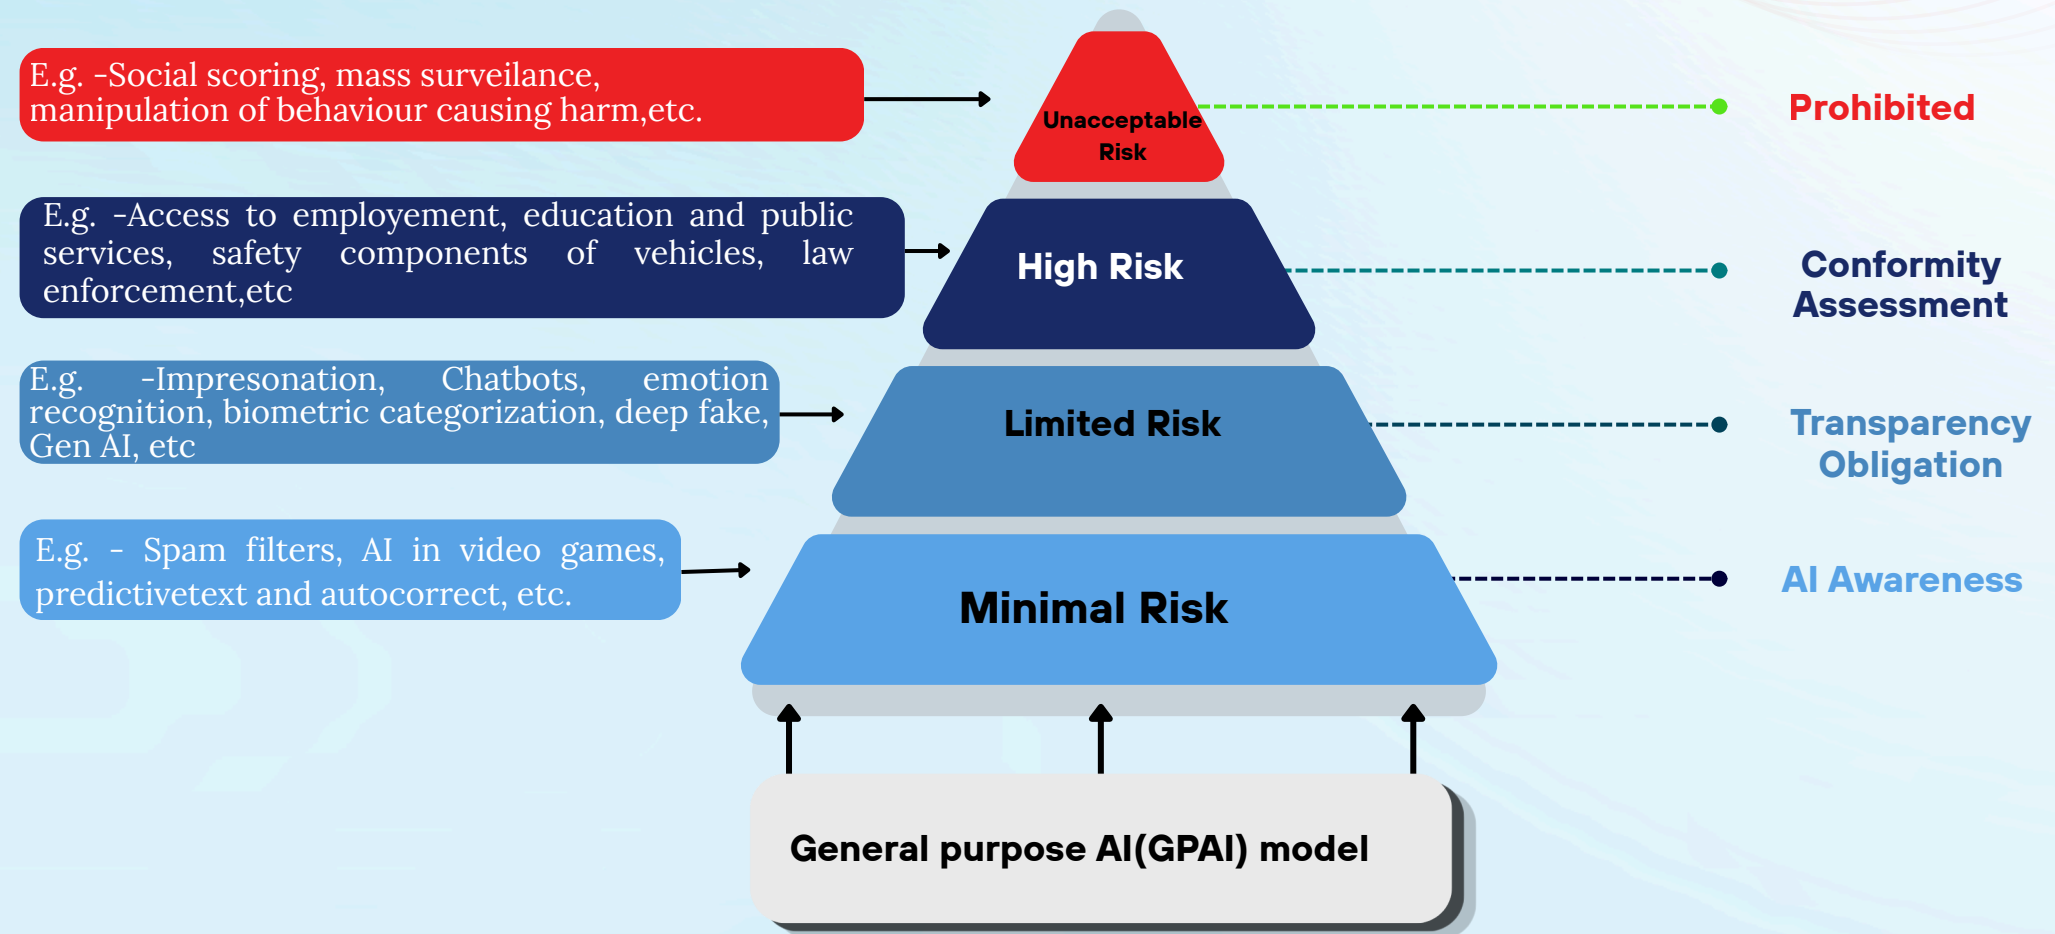 E.g. -Social scoring, mass surveilance,
manipulation of behaviour causing harm,etc.
Unacceptable
Risk
Prohibited
E.g. -Access to employement, education and public
services, safety components of vehicles, law
enforcement,etc
High Risk
Conformity
Assessment
E.g. -Impresonation, Chatbots, emotion
recognition, biometric categorization, deep fake,
Gen AI, etc
Limited Risk
Transparency
Obligation
E.g. - Spam filters, AI in video games,
predictivetext and autocorrect, etc.
Minimal Risk
AI Awareness
General purpose AI(GPAI) model